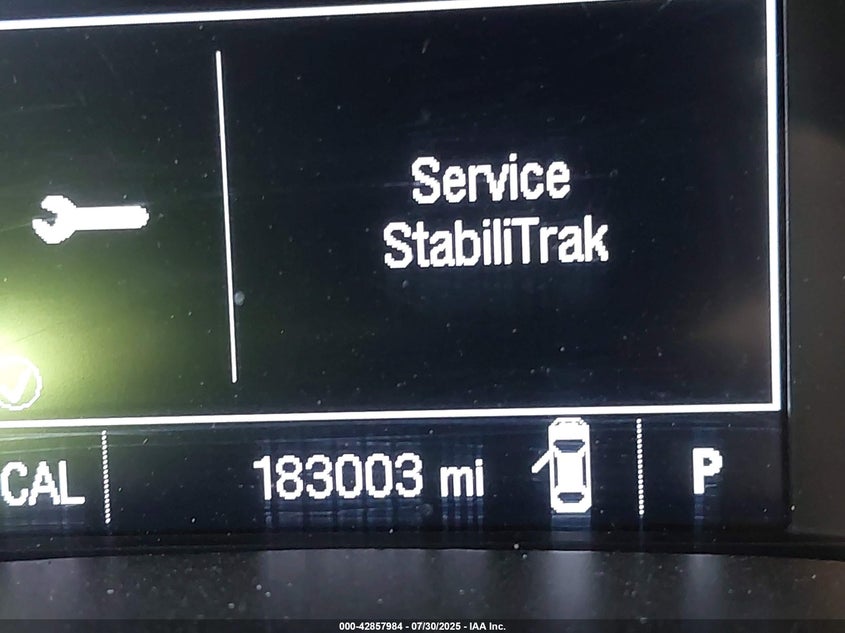 Service
StabiliTrak
CAL 183003 mi P
000-42857984 - 07/30/2025 - IAA Inc.